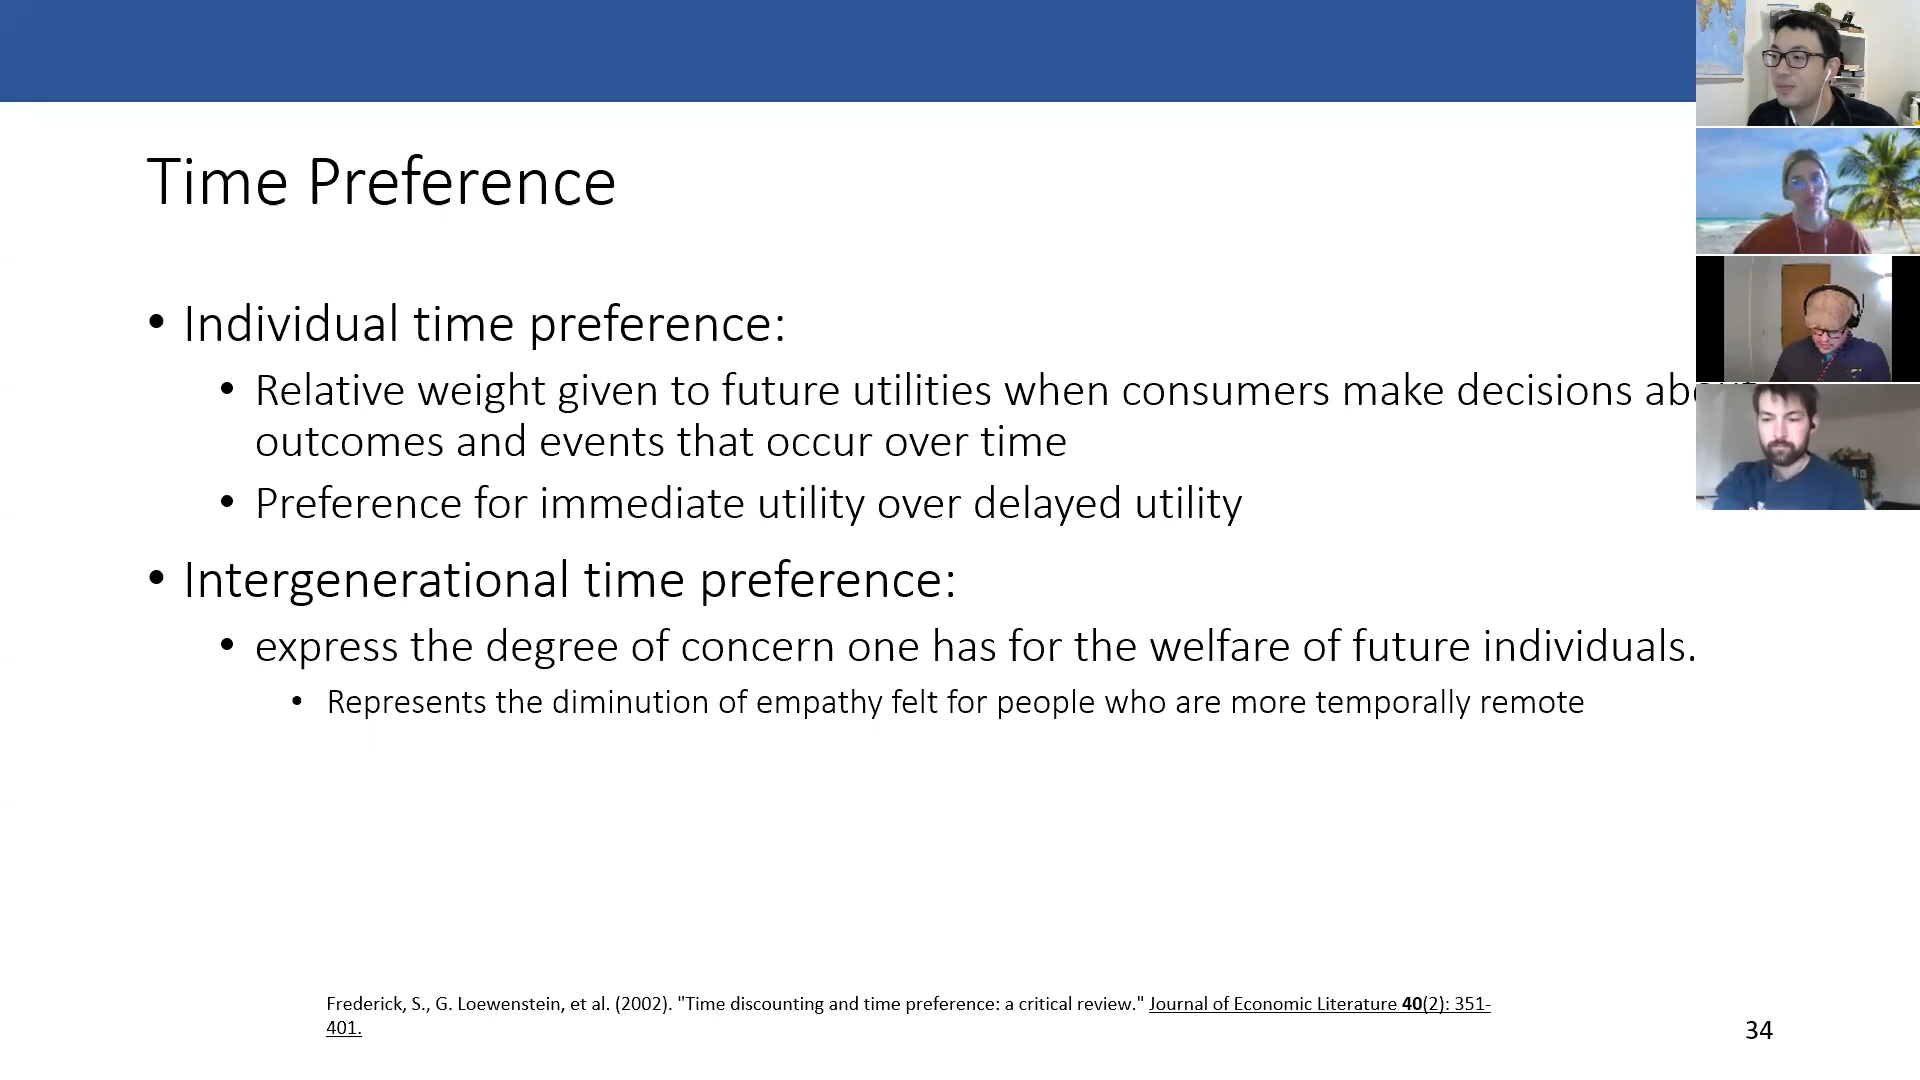 Time Preference
• Individual time preference:
• Relative weight given to future utilities when consumers make decisions
outcomes and events that occur over time
• Preference for immediate utility over delayed utility
• Intergenerational time preference:
• express the degree of concern one has for the welfare of future individuals.
• Represents the diminution of empathy felt for people who are more temporally remote
Frederick, S., G. Loewenstein, et al. (2002). "Time discounting and time preference: a critical review." Journal of Economic Literature 40(2): 351-
401.
34